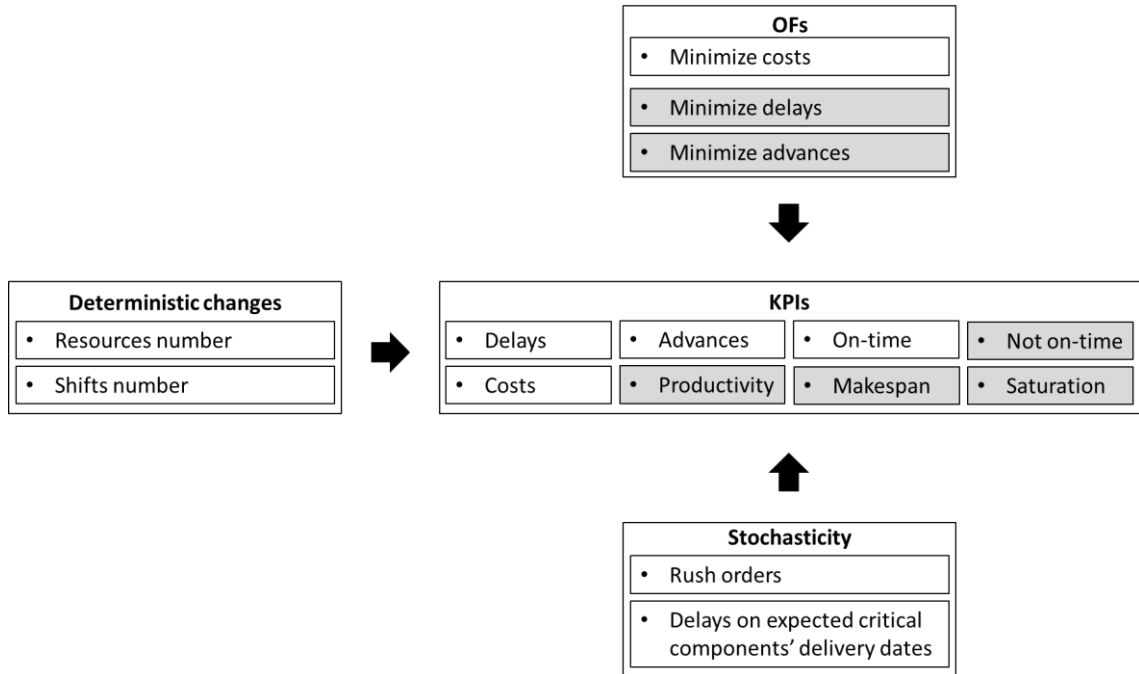 OFs
• Minimize costs
• Minimize delays
• Minimize advances
Deterministic changes
• Resources number
• Shifts number
KPIs
• Delays
• Advances
• On-time
• Not on-time
• Costs
• Productivity
• Makespan
• Saturation
Stochasticity
• Rush orders
• Delays on expected critical
components’ delivery dates